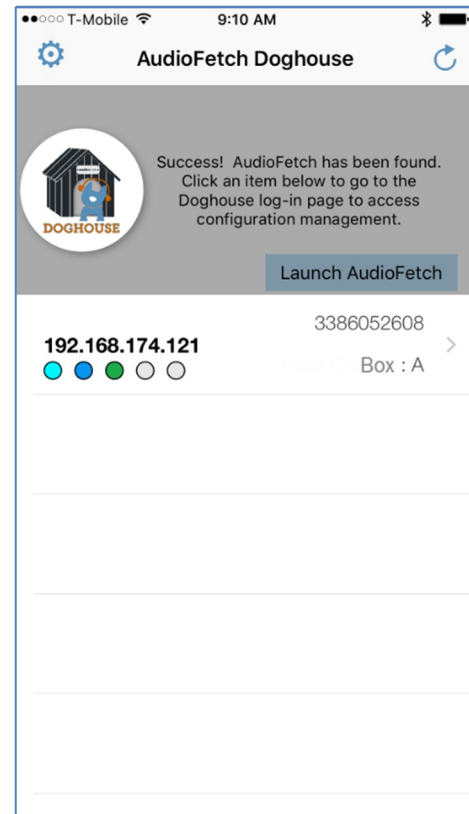 T-Mobile 9:10 AM
AudioFetch Doghouse
Success! AudioFetch has been found.
Click an item below to go to the
Doghouse log-in page to access
configuration management.
DOGHOUSE
Launch AudioFetch
3386052608
192.168.174.121
Box : A